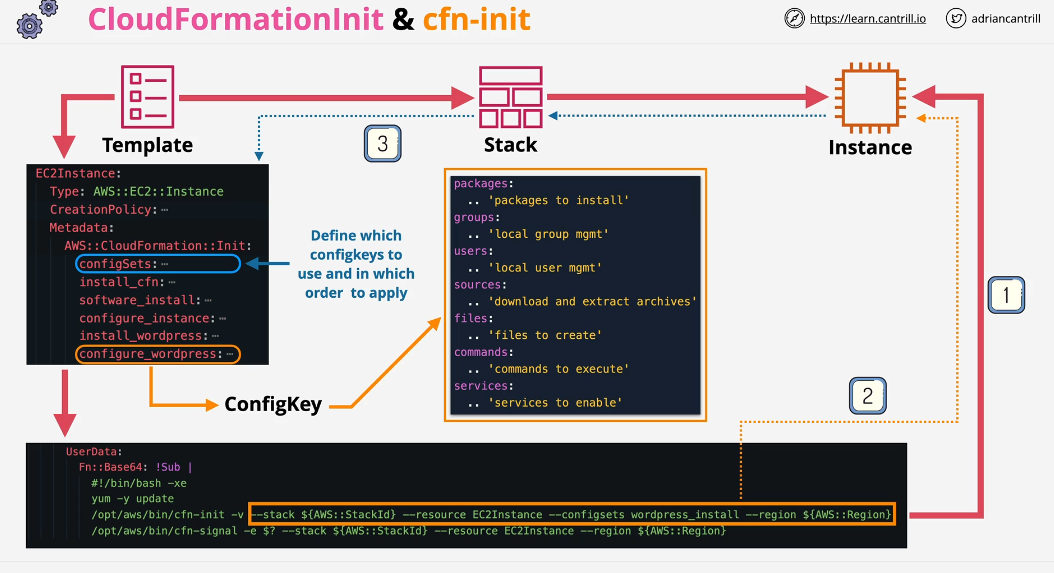 CloudFormationInit & cfn-init
https://learn.cantrill.io
adriancantrill
Template
Stack
Instance
3
EC2Instance:
Type: AWS::EC2::Instance
CreationPolicy: ⋯
Metadata:
AWS::CloudFormation::Init:
configSets: ⋯
install_cfn: ⋯
software_install: ⋯
configure_instance: ⋯
install_wordpress: ⋯
configure_wordpress: ⋯
Define which
configkeys to
use and in which
order to apply
packages:
.. 'packages to install'
groups:
.. 'local group mgmt'
users:
.. 'local user mgmt'
sources:
.. 'download and extract archives'
files:
.. 'files to create'
commands:
.. 'commands to execute'
services:
.. 'services to enable'
1
ConfigKey
2
UserData:
Fn::Base64: !Sub |
#!/bin/bash -xe
yum -y update
/opt/aws/bin/cfn-init -v --stack ${AWS::StackId} --resource EC2Instance --configsets wordpress_install --region ${AWS::Region}
/opt/aws/bin/cfn-signal -e $? --stack ${AWS::StackId} --resource EC2Instance --region ${AWS::Region}